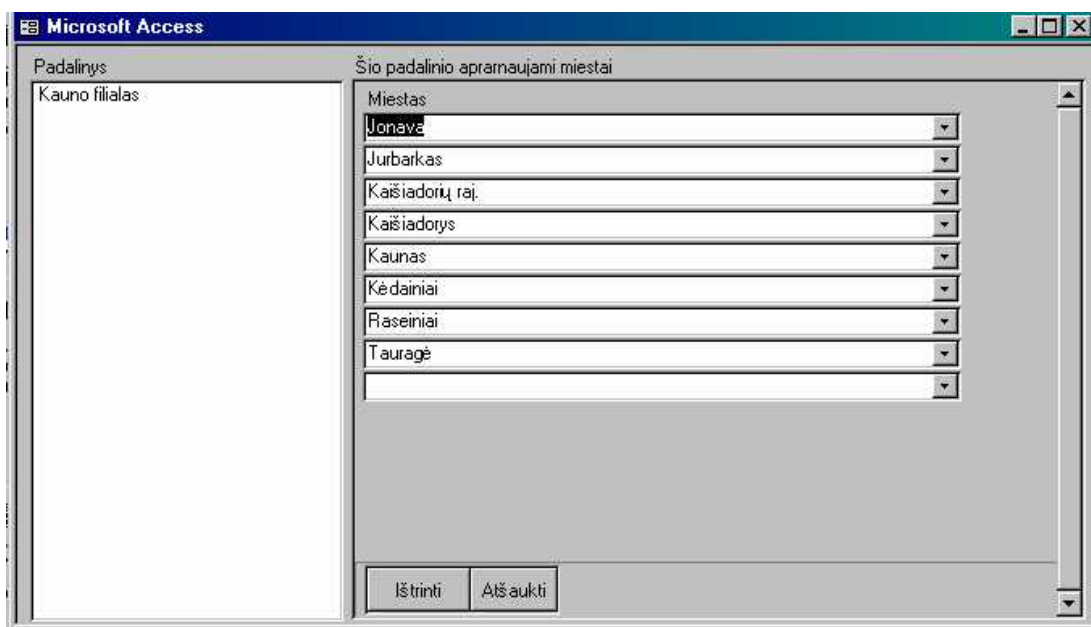 Microsoft Access
Padalinys
Šio padalinio aprarnaujami miestai
Kauno filialas
Miestas
Jonava
Jurbarkas
Kaišiadorių raj.
Kaišiadorys
Kaunas
Kėdainiai
Raseiniai
Tauragė
Ištrinti
Atšaukti